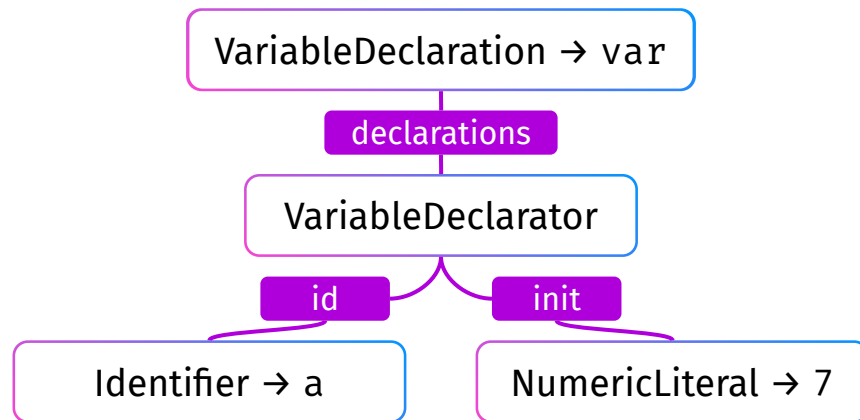 VariableDeclaration → var
declarations
VariableDeclarator
id init
Identifier → a NumericLiteral → 7